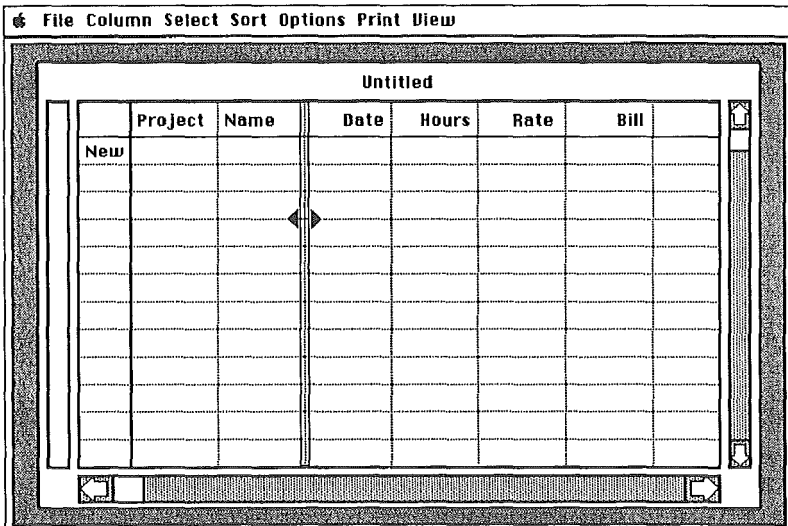 File Column Select Sort Options Print View
Untitled
Project Name Date Hours Rate Bill
New